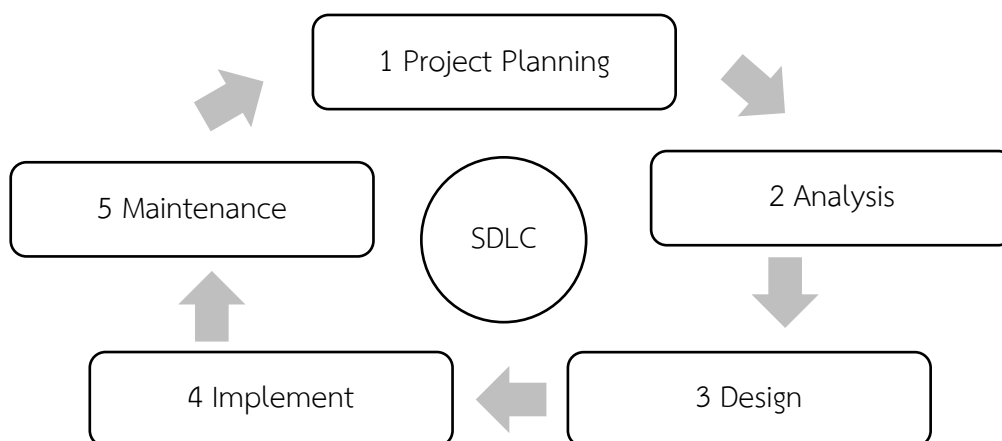 1 Project Planning
2 Analysis
3 Design
4 Implement
5 Maintenance
SDLC